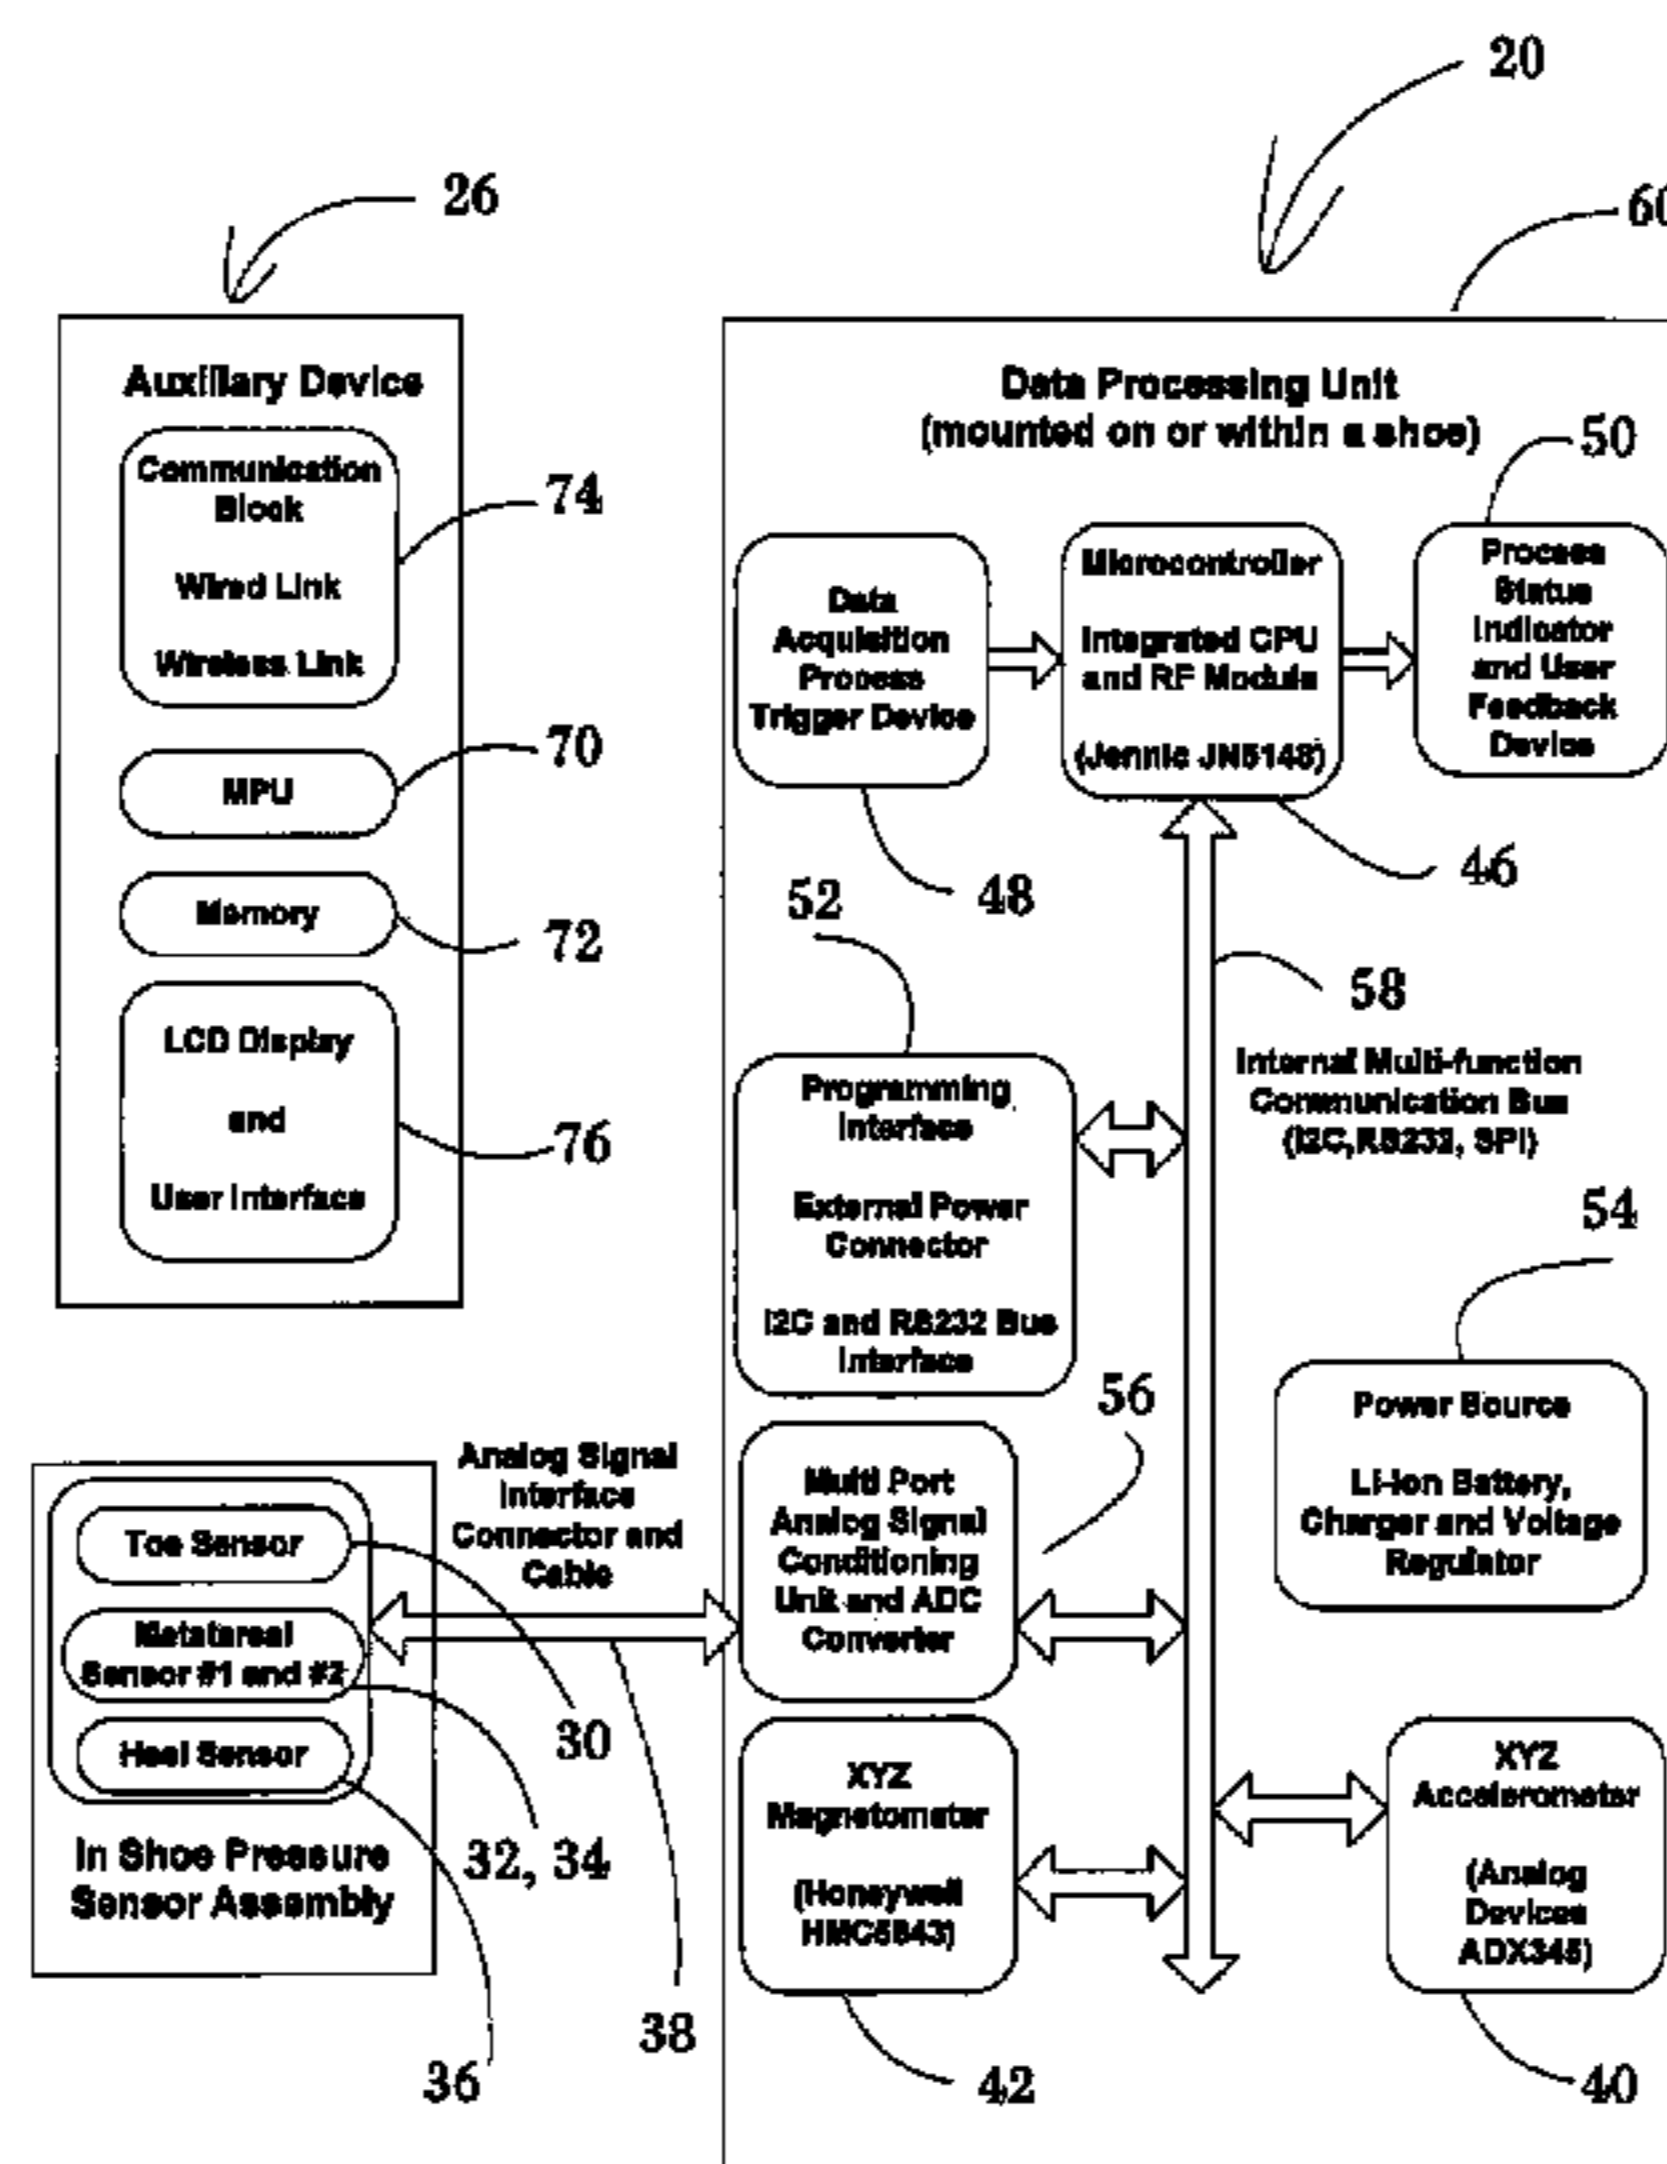 20
26
Auxiliary Device
Communication
Block
Wired Link
Wireless Link
74
MPU
70
Memory
72
LCD Display
and
User Interface
76
Data Processing Unit
(mounted on or within a shoe)
50
Data
Acquisition
Process
Trigger Device
48
Microcontroller
Integrated CPU
and RF Module
(Jennic JN5148)
46
Process
Status
Indicator
and User
Feedback
Device
52
Programming
Interface
External Power
Connector
I2C and RS232 Bus
Interface
58
Internal Multi-function
Communication Bus
(I2C,RS232, SPI)
54
Power Source
Li-Ion Battery,
Charger and Voltage
Regulator
56
Multi Port
Analog Signal
Conditioning
Unit and ADC
Converter
Analog Signal
Interface
Connector and
Cable
Toe Sensor
Metatarsal
Sensor #1 and #2
Heel Sensor
In Shoe Pressure
Sensor Assembly
30
32, 34
36
38
XYZ
Magnetometer
(Honeywell
HMC5843)
42
XYZ
Accelerometer
(Analog
Devices
ADX345)
40